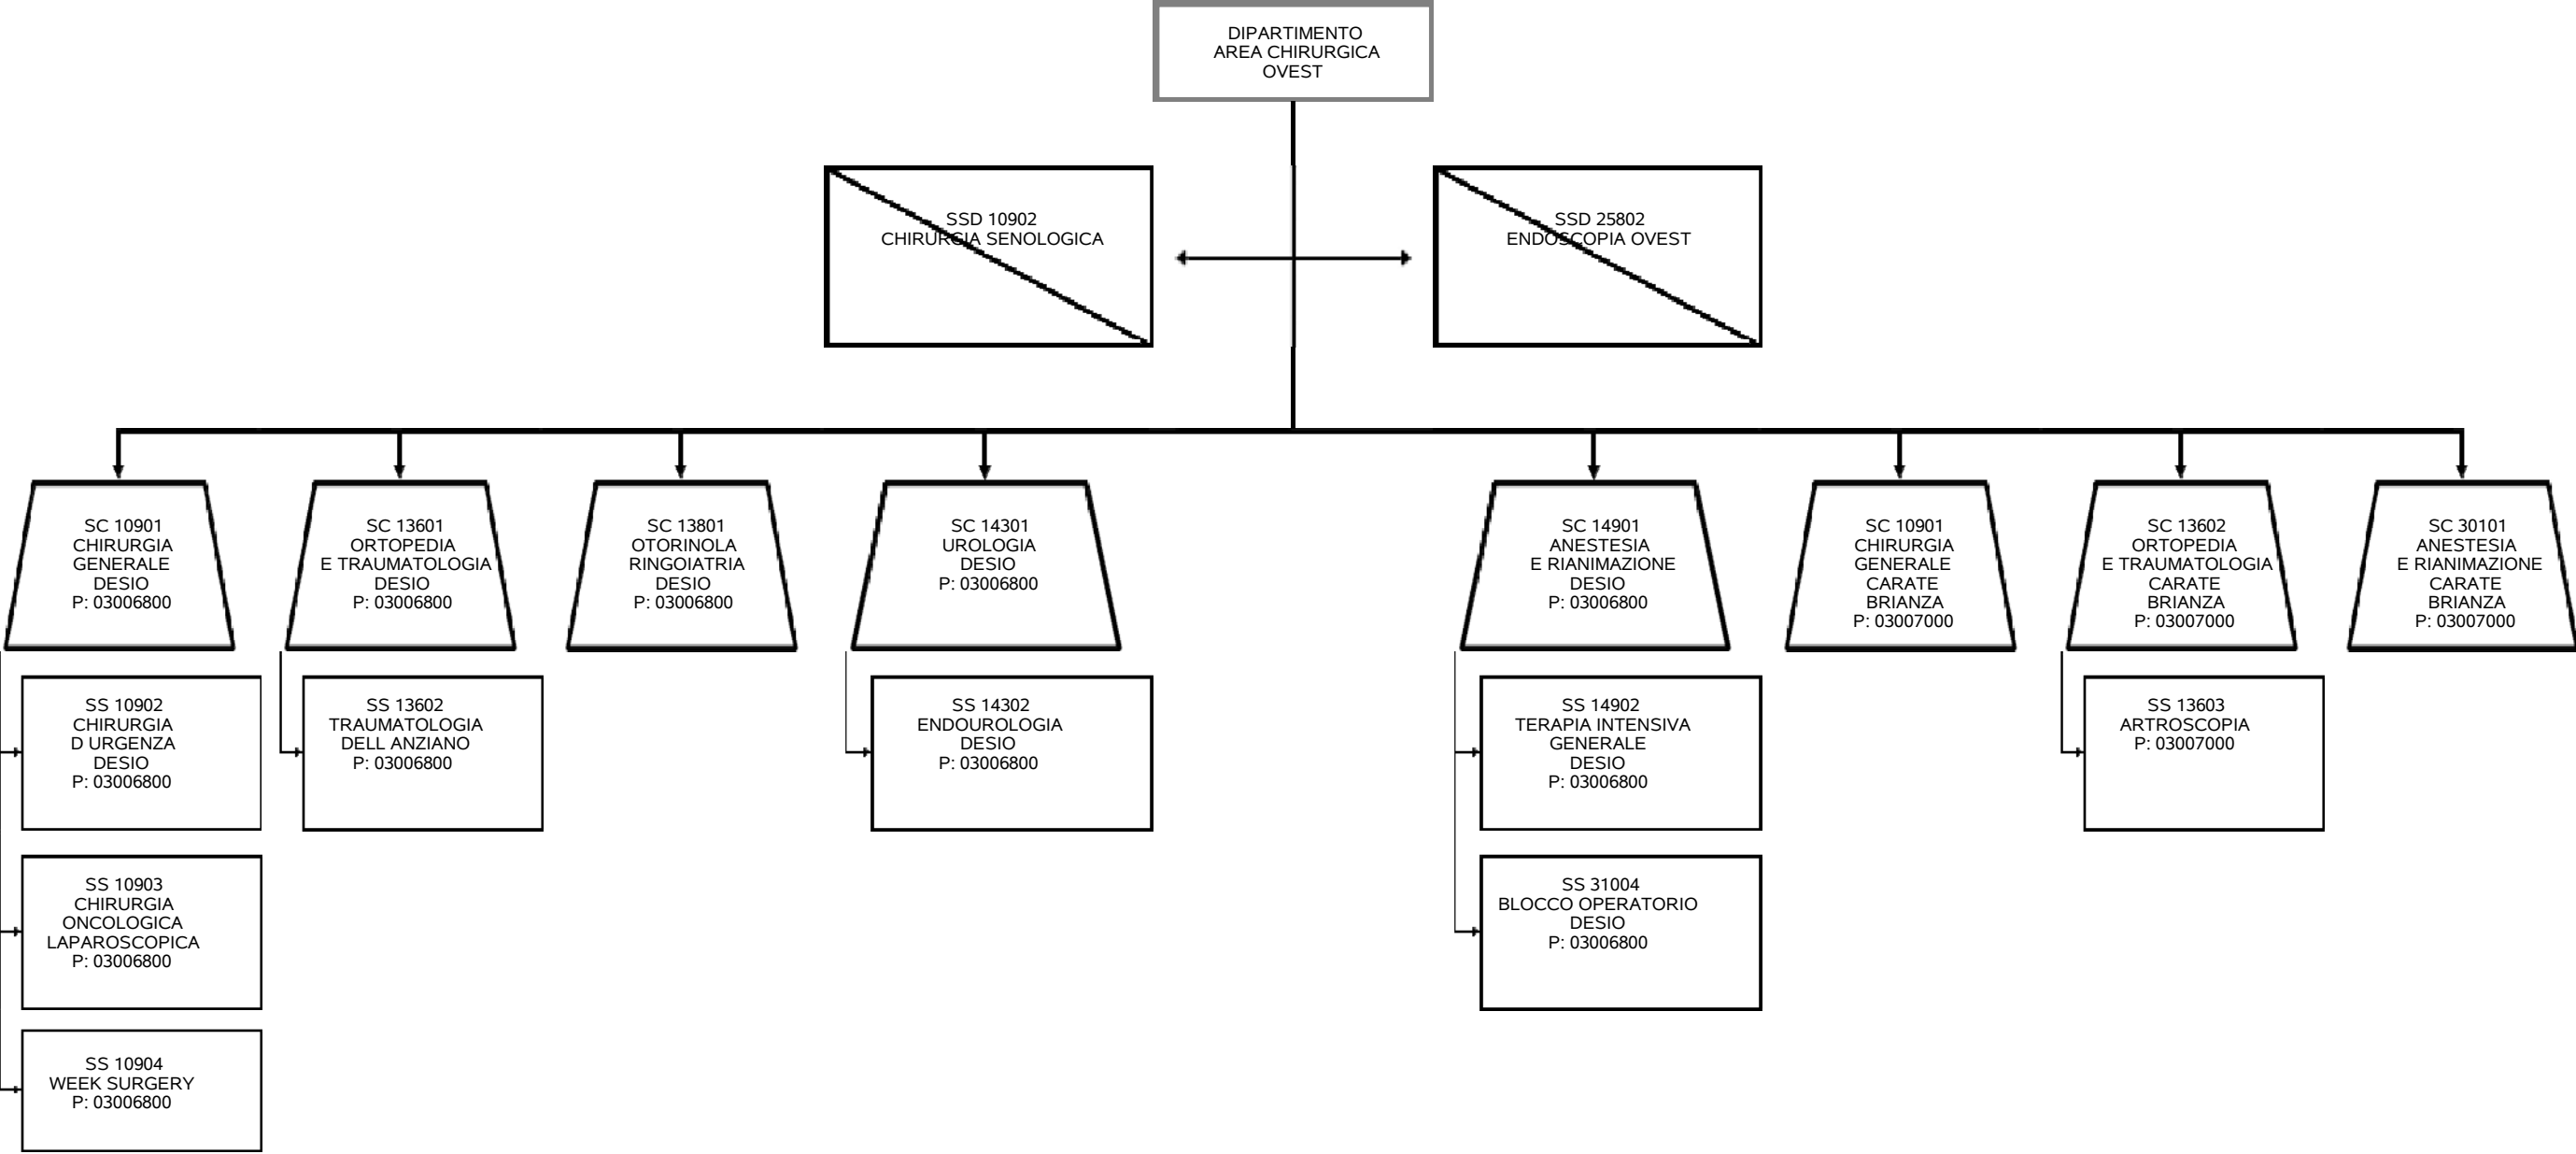 DIPARTIMENTO
AREA CHIRURGICA
OVEST
SSD 10902
CHIRURGIA SENOLOGICA
SSD 25802
ENDOSCOPIA OVEST
SC 10901
CHIRURGIA
GENERALE
DESIO
P: 03006800
SC 13601
ORTOPEDIA
E TRAUMATOLOGIA
DESIO
P: 03006800
SC 13801
OTORINOLA
RINGOIATRIA
DESIO
P: 03006800
SC 14301
UROLOGIA
DESIO
P: 03006800
SC 14901
ANESTESIA
E RIANIMAZIONE
DESIO
P: 03006800
SC 10901
CHIRURGIA
GENERALE
CARATE
BRIANZA
P: 03007000
SC 13602
ORTOPEDIA
E TRAUMATOLOGIA
CARATE
BRIANZA
P: 03007000
SC 30101
ANESTESIA
E RIANIMAZIONE
CARATE
BRIANZA
P: 03007000
SS 10902
CHIRURGIA
D URGENZA
DESIO
P: 03006800
SS 13602
TRAUMATOLOGIA
DELL ANZIANO
P: 03006800
SS 14302
ENDOUROLOGIA
DESIO
P: 03006800
SS 14902
TERAPIA INTENSIVA
GENERALE
DESIO
P: 03006800
SS 13603
ARTROSCOPIA
P: 03007000
SS 10903
CHIRURGIA
ONCOLOGICA
LAPAROSCOPICA
P: 03006800
SS 31004
BLOCCO OPERATORIO
DESIO
P: 03006800
SS 10904
WEEK SURGERY
P: 03006800